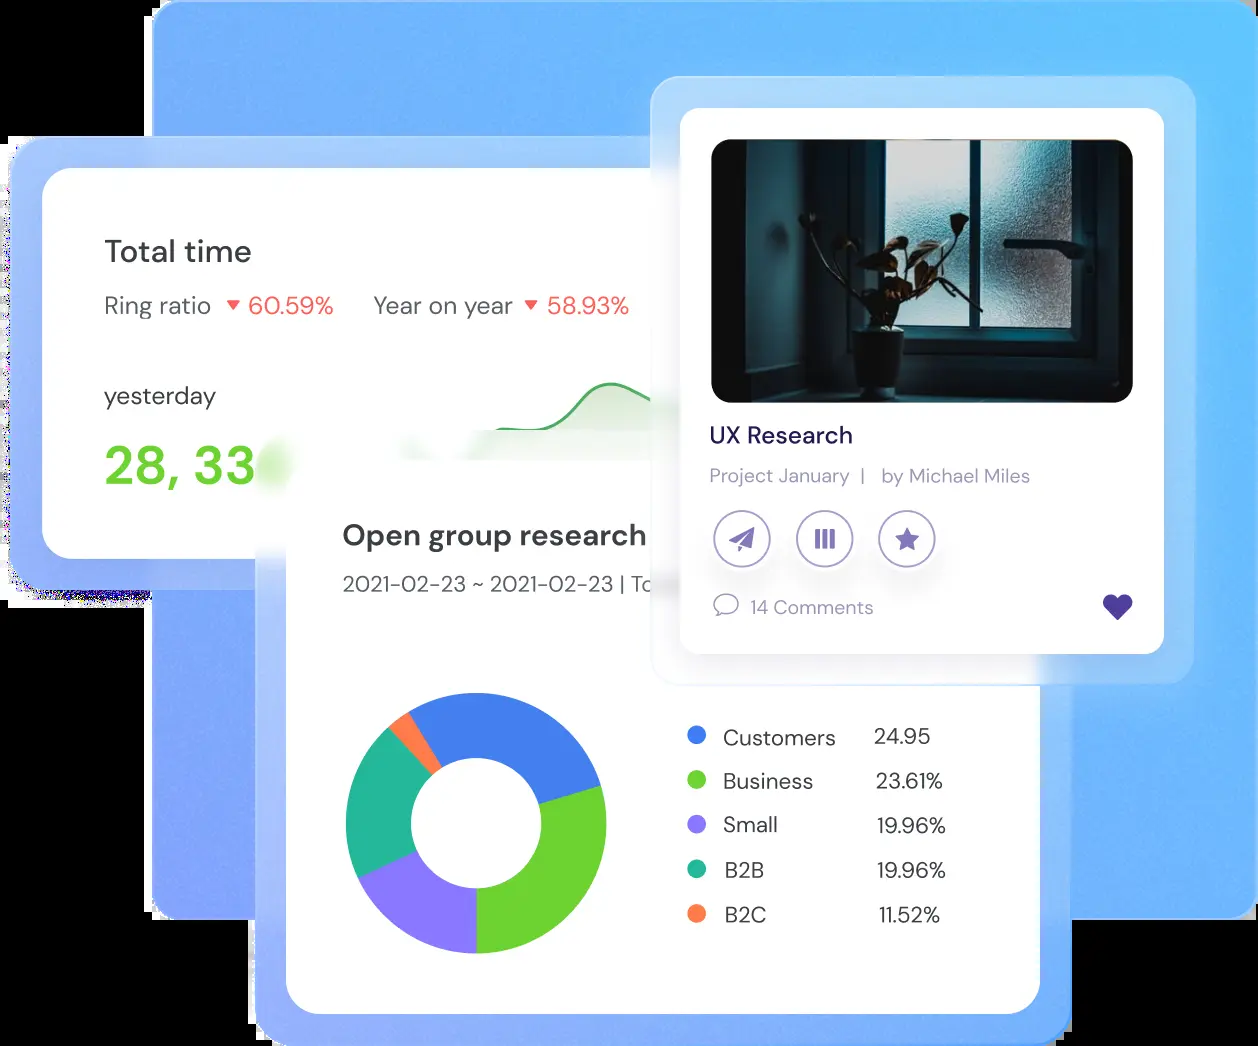 Total time
Ring ratio 60.59% Year on year 58.93%
yesterday
28, 33
UX Research
Project January | by Michael Miles
14 Comments
Open group research
2021-02-23 ~ 2021-02-23 |
Customers 24.95
Business 23.61%
Small 19.96%
B2B 19.96%
B2C 11.52%